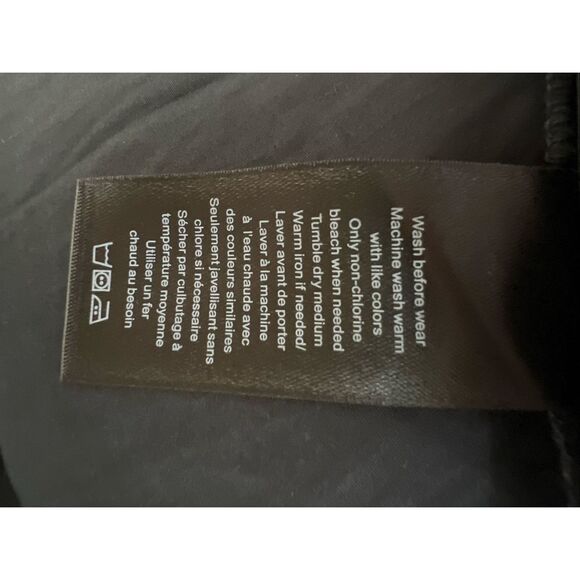 Wash before wear
Machine wash warm
with like colors
Only non-chlorine
bleach when needed
Tumble dry medium
Warm iron if needed/
Laver avant de porter
Laver à la machine
à l'eau chaude avec
des couleurs similaires
Seulement javellisant sans
chlore si nécessaire
Sécher par culbutage à
température moyenne
Utiliser un fer
chaud au besoin